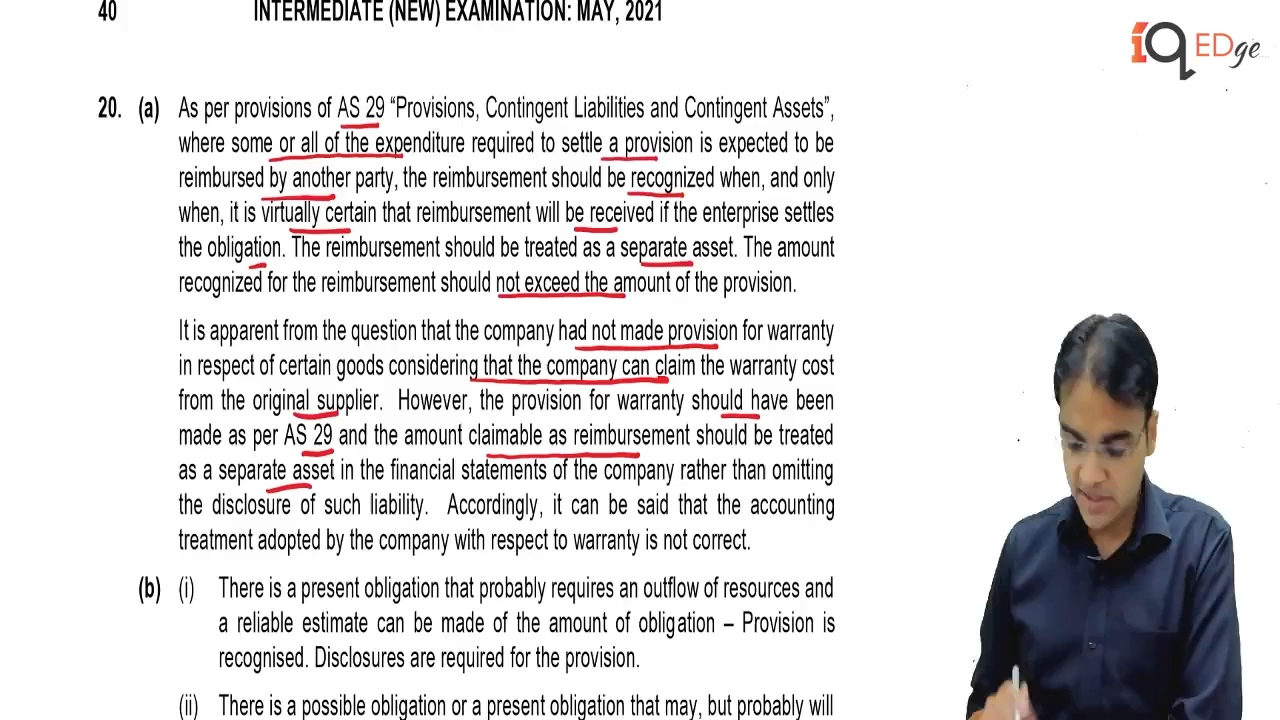 40 INTERMEDIATE (NEW) EXAMINATION: MAY, 2021
iQ EDge
20. (a) As per provisions of AS 29 “Provisions, Contingent Liabilities and Contingent Assets”,
where some or all of the expenditure required to settle a provision is expected to be
reimbursed by another party, the reimbursement should be recognized when, and only
when, it is virtually certain that reimbursement will be received if the enterprise settles
the obligation. The reimbursement should be treated as a separate asset. The amount
recognized for the reimbursement should not exceed the amount of the provision.
It is apparent from the question that the company had not made provision for warranty
in respect of certain goods considering that the company can claim the warranty cost
from the original supplier. However, the provision for warranty should have been
made as per AS 29 and the amount claimable as reimbursement should be treated
as a separate asset in the financial statements of the company rather than omitting
the disclosure of such liability. Accordingly, it can be said that the accounting
treatment adopted by the company with respect to warranty is not correct.
(b) (i) There is a present obligation that probably requires an outflow of resources and
a reliable estimate can be made of the amount of obligation – Provision is
recognised. Disclosures are required for the provision.
(ii) There is a possible obligation or a present obligation that may, but probably will